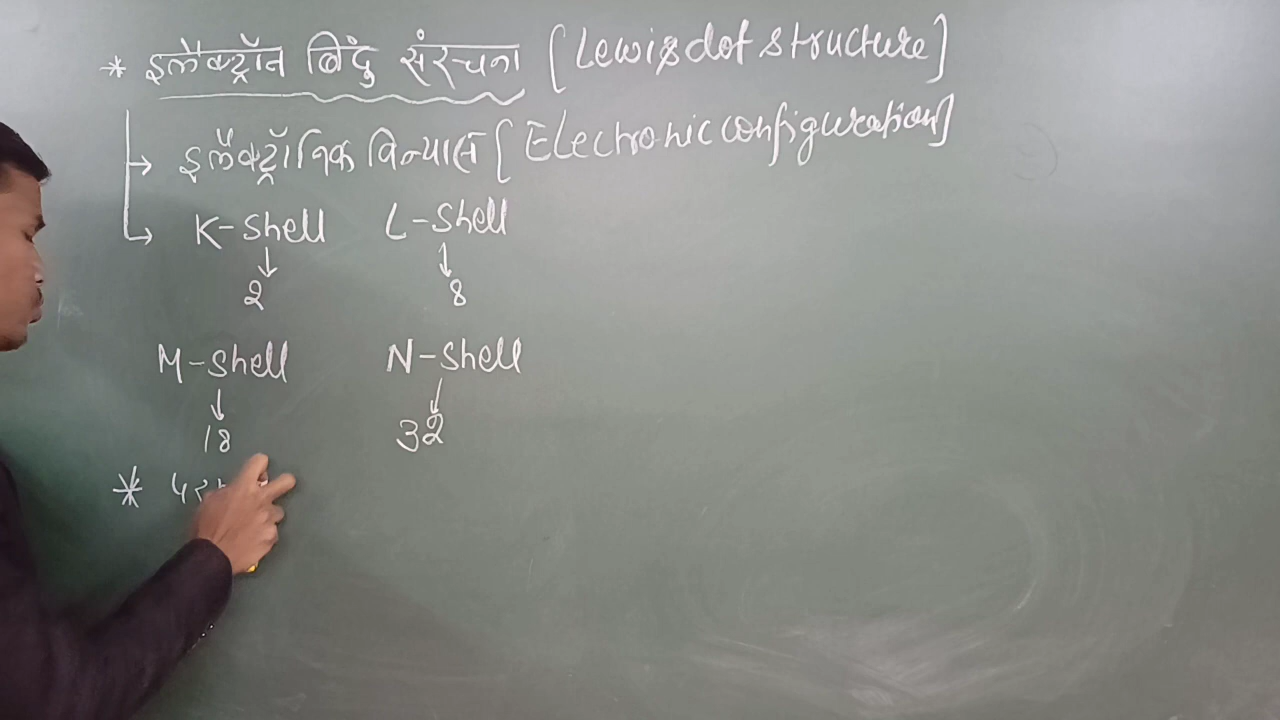 * इलैक्ट्रॉन बिंदु संरचना [Lewis dot structure]
→ इलैक्ट्रॉनिक विन्यास [Electronic configuration]
→ K-Shell L-Shell
↓ ↓
2 8
M-Shell N-Shell
↓ ↓
18 32
*